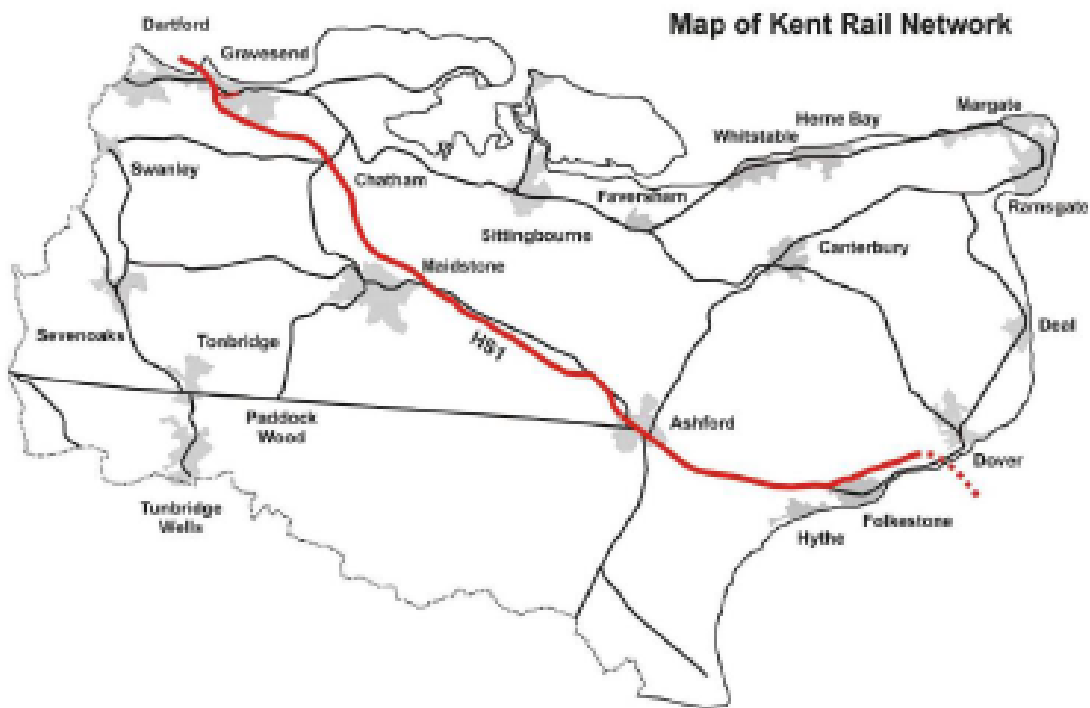 Map of Kent Rail Network
Dartford
Gravesend
Margate
Herne Bay
Whitstable
Swanley
Chatham
Faversham
Ramsgate
Sittingbourne
Canterbury
Maidstone
Sevenoaks
Tonbridge
HS1
Deal
Paddock
Wood
Ashford
Dover
Tunbridge
Wells
Folkestone
Hythe